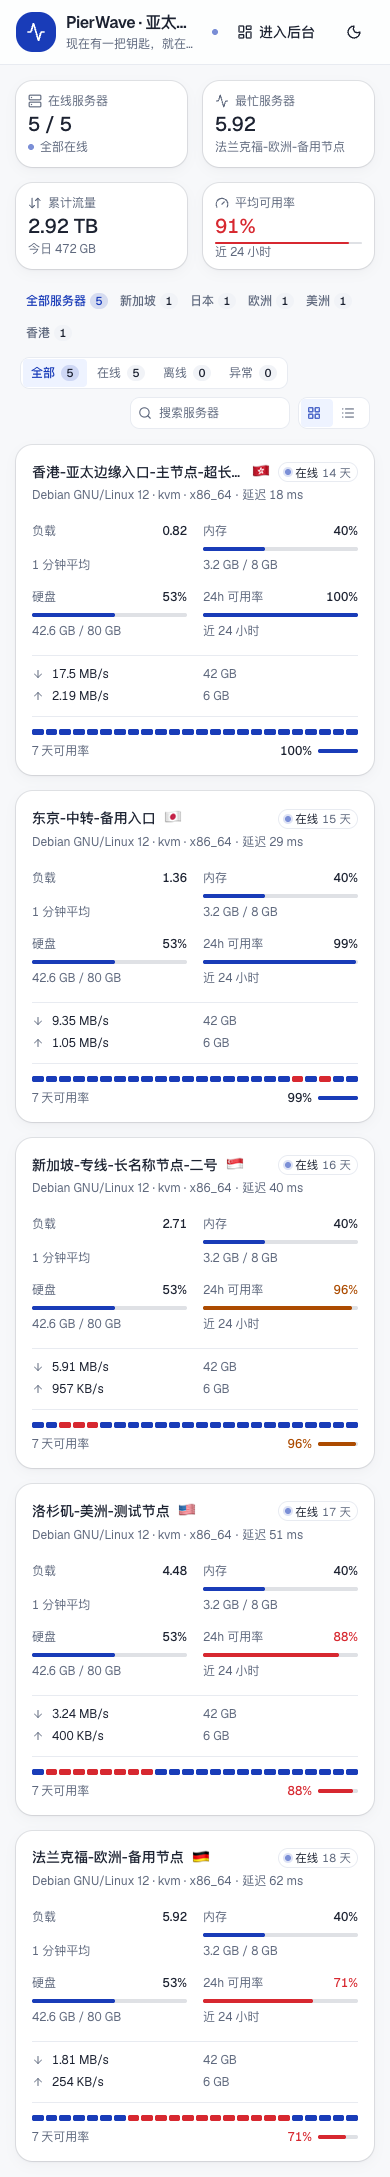 PierWave · 亚太...
现在有一把钥匙，就在...
进入后台
在线服务器
5 / 5
全部在线
最忙服务器
5.92
法兰克福-欧洲-备用节点
累计流量
2.92 TB
今日 472 GB
平均可用率
91%
近 24 小时
全部服务器 5 新加坡 1 日本 1 欧洲 1 美洲 1
香港 1
全部 5 在线 5 离线 0 异常 0
搜索服务器
香港-亚太边缘入口-主节点-超长... 在线 14 天
Debian GNU/Linux 12 · kvm · x86_64 · 延迟 18 ms
负载 0.82 内存 40%
1 分钟平均 3.2 GB / 8 GB
硬盘 53% 24h 可用率 100%
42.6 GB / 80 GB 近 24 小时
↓ 17.5 MB/s 42 GB
↑ 2.19 MB/s 6 GB
7 天可用率 100%
东京-中转-备用入口 在线 15 天
Debian GNU/Linux 12 · kvm · x86_64 · 延迟 29 ms
负载 1.36 内存 40%
1 分钟平均 3.2 GB / 8 GB
硬盘 53% 24h 可用率 99%
42.6 GB / 80 GB 近 24 小时
↓ 9.35 MB/s 42 GB
↑ 1.05 MB/s 6 GB
7 天可用率 99%
新加坡-专线-长名称节点-二号 在线 16 天
Debian GNU/Linux 12 · kvm · x86_64 · 延迟 40 ms
负载 2.71 内存 40%
1 分钟平均 3.2 GB / 8 GB
硬盘 53% 24h 可用率 96%
42.6 GB / 80 GB 近 24 小时
↓ 5.91 MB/s 42 GB
↑ 957 KB/s 6 GB
7 天可用率 96%
洛杉矶-美洲-测试节点 在线 17 天
Debian GNU/Linux 12 · kvm · x86_64 · 延迟 51 ms
负载 4.48 内存 40%
1 分钟平均 3.2 GB / 8 GB
硬盘 53% 24h 可用率 88%
42.6 GB / 80 GB 近 24 小时
↓ 3.24 MB/s 42 GB
↑ 400 KB/s 6 GB
7 天可用率 88%
法兰克福-欧洲-备用节点 在线 18 天
Debian GNU/Linux 12 · kvm · x86_64 · 延迟 62 ms
负载 5.92 内存 40%
1 分钟平均 3.2 GB / 8 GB
硬盘 53% 24h 可用率 71%
42.6 GB / 80 GB 近 24 小时
↓ 1.81 MB/s 42 GB
↑ 254 KB/s 6 GB
7 天可用率 71%